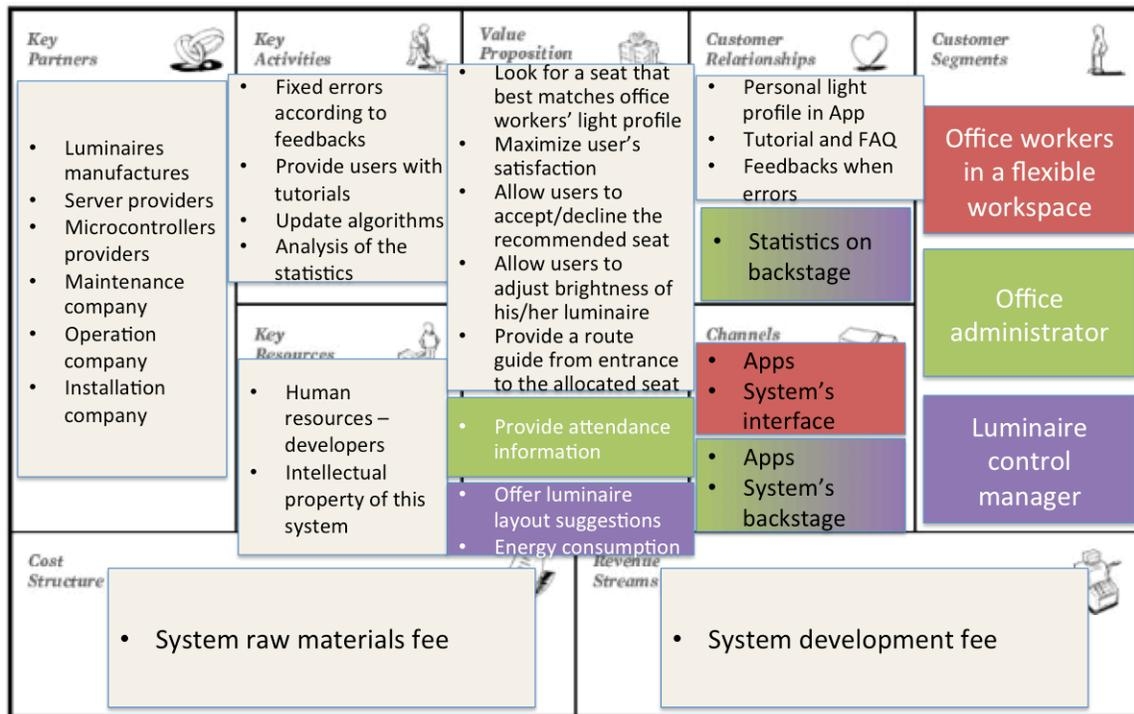 Key
Partners
• Luminaires
manufactures
• Server providers
• Microcontrollers
providers
• Maintenance
company
• Operation
company
• Installation
company
Key
Activities
• Fixed errors
according to
feedbacks
• Provide users with
tutorials
• Update algorithms
• Analysis of the
statistics
Key
Resources
• Human
resources –
developers
• Intellectual
property of this
system
Value
Proposition
• Look for a seat that
best matches office
workers’ light profile
• Maximize user’s
satisfaction
• Allow users to
accept/decline the
recommended seat
• Allow users to
adjust brightness of
his/her luminaire
• Provide a route
guide from entrance
to the allocated seat
• Provide attendance
information
• Offer luminaire
layout suggestions
• Energy consumption
Customer
Relationships
• Personal light
profile in App
• Tutorial and FAQ
• Feedbacks when
errors
• Statistics on
backstage
Channels
• Apps
• System’s
interface
• Apps
• System’s
backstage
Customer
Segments
Office workers
in a flexible
workspace
Office
administrator
Luminaire
control
manager
Cost
Structure
• System raw materials fee
Revenue
Streams
• System development fee